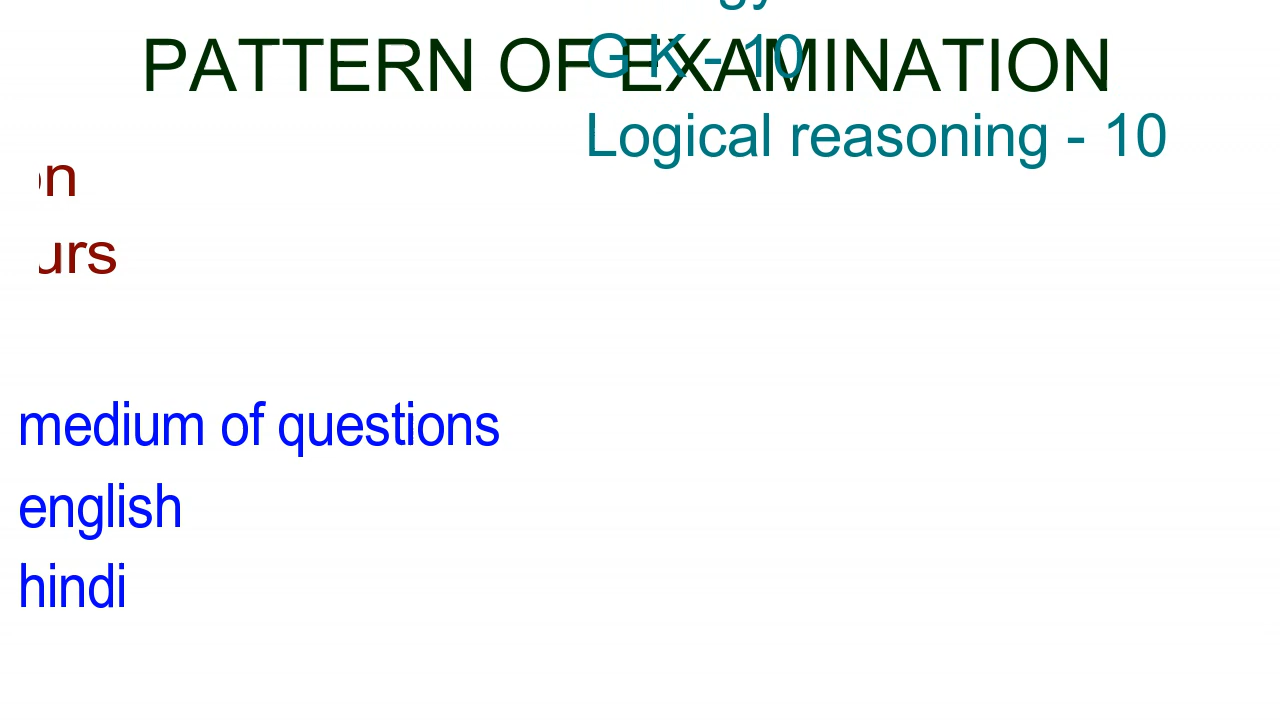 PATTERN OF EXAMINATION
G K - 10
Logical reasoning - 10
medium of questions
english
hindi